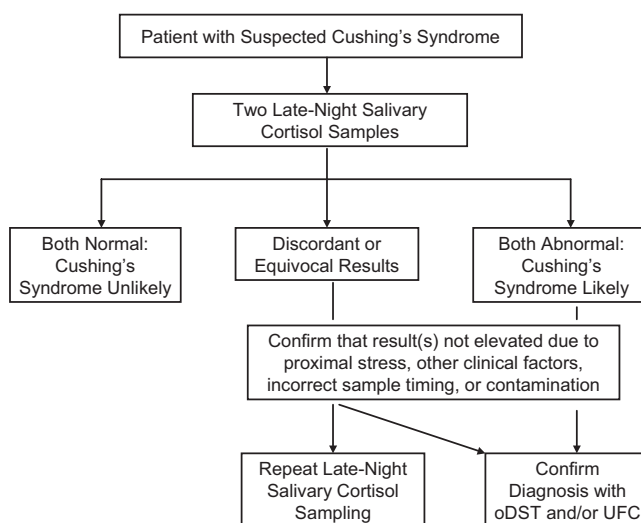 Patient with Suspected Cushing's Syndrome
Two Late-Night Salivary
Cortisol Samples
Both Normal:
Cushing's
Syndrome Unlikely
Discordant or
Equivocal Results
Both Abnormal:
Cushing's
Syndrome Likely
Confirm that result(s) not elevated due to
proximal stress, other clinical factors,
incorrect sample timing, or contamination
Repeat Late-Night
Salivary Cortisol
Sampling
Confirm
Diagnosis with
oDST and/or UFC